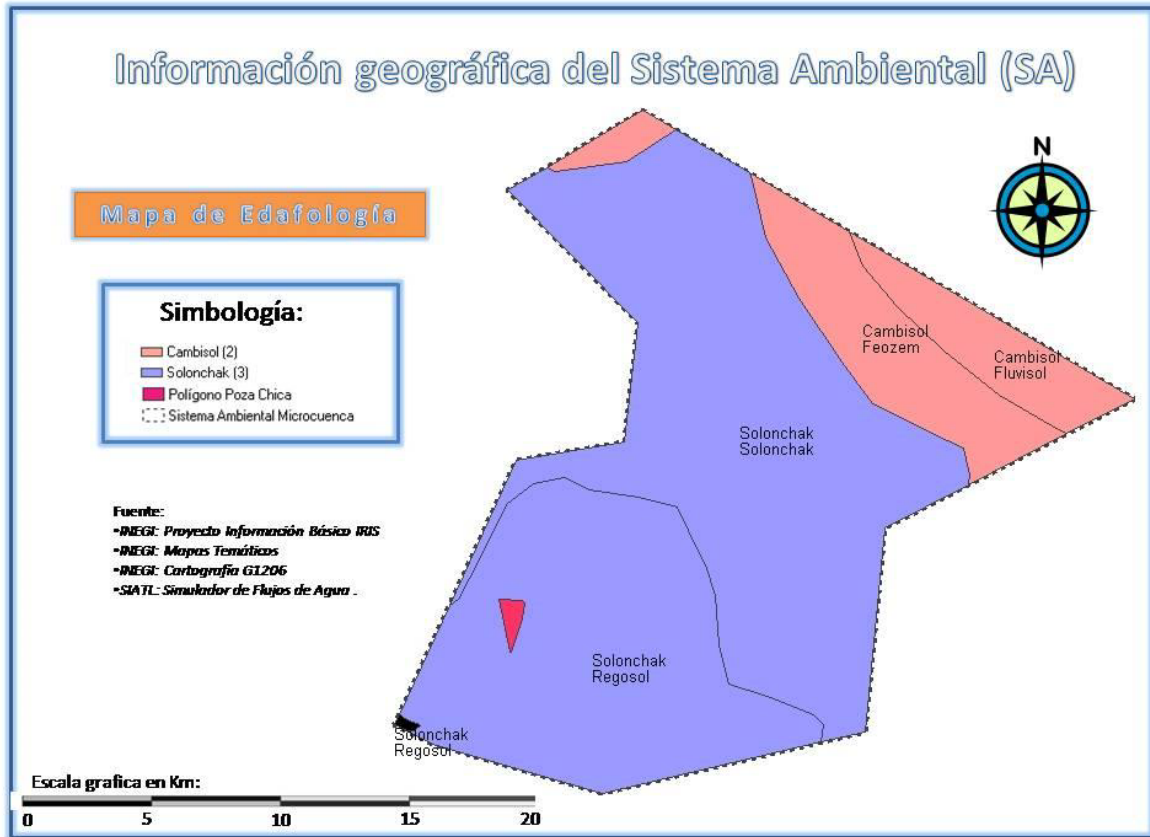 Información geográfica del Sistema Ambiental (SA)
N
Mapa de Edafología
Simbología:
Cambisol (2)
Solonchak (3)
Polígono Poza Chica
Sistema Ambiental Microcuenca
Cambisol
Feozem
Cambisol
Fluvisol
Solonchak
Solonchak
Fuente:
•INEGI: Proyecto Información Básico IRIS
•INEGI: Mapas Temáticos
•INEGI: Cartografía G1206
•SIATL: Simulador de Flujos de Agua .
Solonchak
Regosol
Solonchak
Regosol
Escala grafica en Km:
0 5 10 15 20